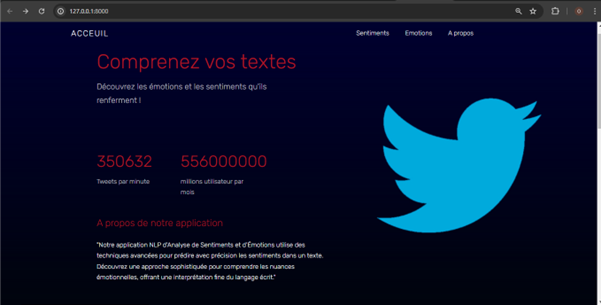 127.0.0.1:8000
ACCEUIL
Sentiments Emotions A propos
Comprenez vos textes
Découvrez les émotions et les sentiments qu'ils
renferment !
350632 556000000
Tweets par minute millions utilisateur par
mois
A propos de notre application
"Notre application NLP d'Analyse de Sentiments et d'Émotions utilise des
techniques avancées pour prédire avec précision les sentiments dans un texte.
Découvrez une approche sophistiquée pour comprendre les nuances
émotionnelles, offrant une interprétation fine du langage écrit."